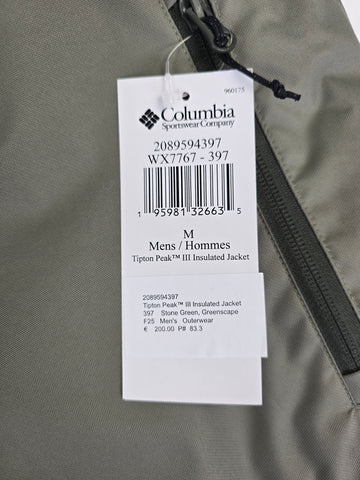 960175
Columbia
Sportswear Company
2089594397
WX7767 - 397
1 95981 32663 5
M
Mens / Hommes
Tipton Peak™ III Insulated Jacket
2089594397
Tipton Peak™ III Insulated Jacket
397 Stone Green, Greenscape
F25 Men's Outerwear
€ 200.00 P# 83.3